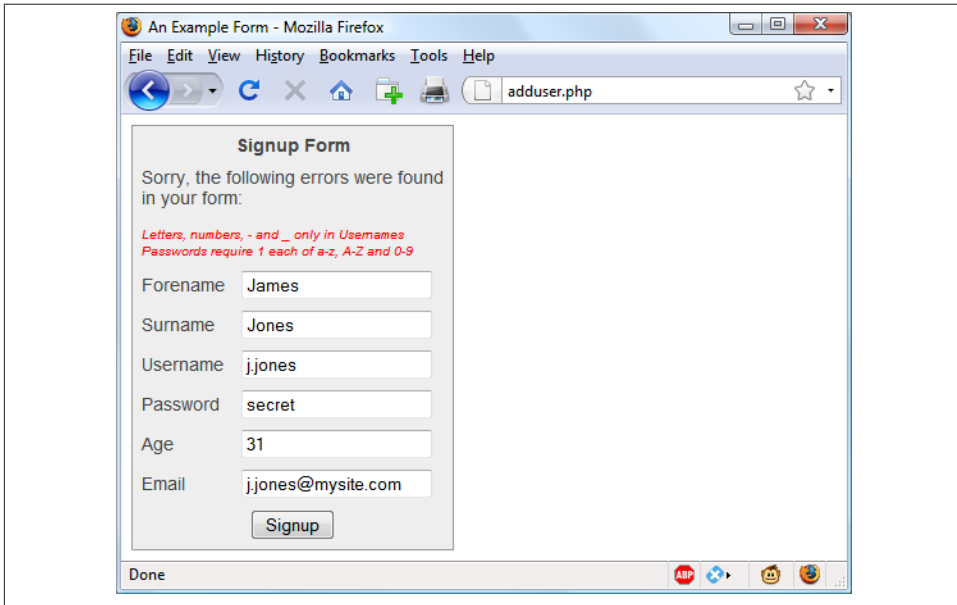 An Example Form - Mozilla Firefox
File Edit View History Bookmarks Tools Help
adduser.php
Signup Form
Sorry, the following errors were found
in your form:
Letters, numbers, - and _ only in Usernames
Passwords require 1 each of a-z, A-Z and 0-9
Forename James
Surname Jones
Username j.jones
Password secret
Age 31
Email j.jones@mysite.com
Signup
Done
ABP